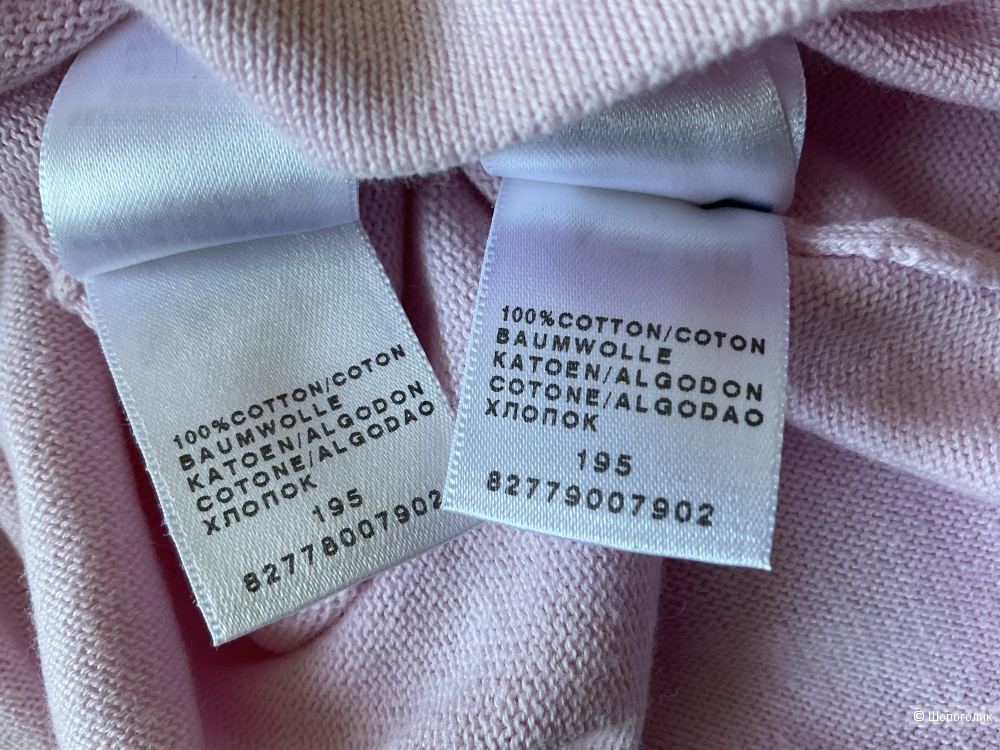 100%COTTON/COTON
BAUMWOLLE
KATOEN/ALGODON
COTONE/ALGODAO
ХЛОПОК
195
82778007902
100%COTTON/COTON
BAUMWOLLE
KATOEN/ALGODON
COTONE/ALGODAO
ХЛОПОК
195
82779007902
© Шопоголик